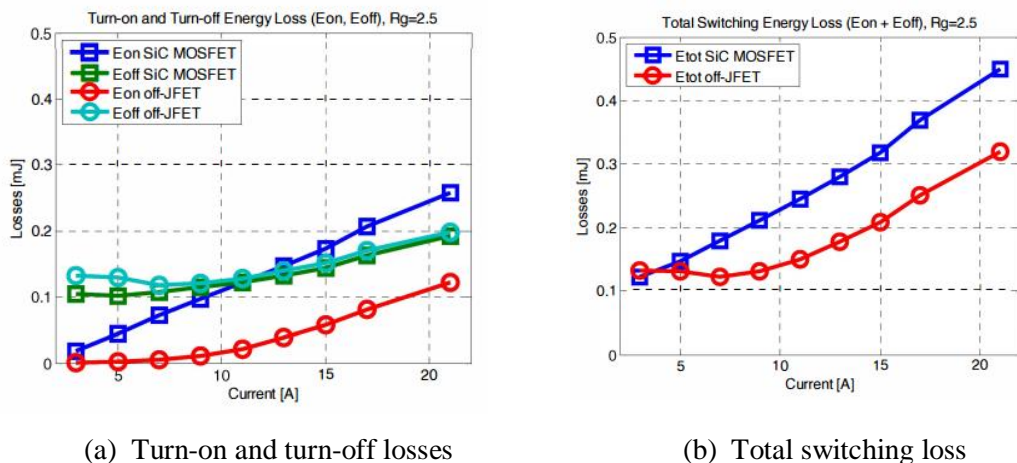 Turn-on and Turn-off Energy Loss (Eon, Eoff), Rg=2.5
0.5
0.4
0.3
0.2
0.1
0
Losses [mJ]
Eon SiC MOSFET
Eoff SiC MOSFET
Eon off-JFET
Eoff off-JFET
5
10
15
20
Current [A]
(a) Turn-on and turn-off losses
Total Switching Energy Loss (Eon + Eoff), Rg=2.5
0.5
0.4
0.3
0.2
0.1
0
Losses [mJ]
Etot SiC MOSFET
Etot off-JFET
5
10
15
20
Current [A]
(b) Total switching loss